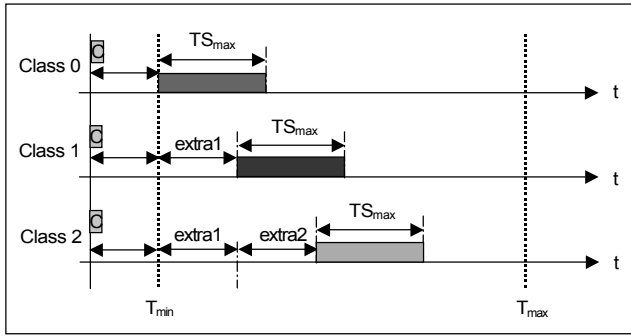 C
TSmax
Class 0
t
C
TSmax
Class 1
extra1
t
C
TSmax
Class 2
extra1
extra2
t
Tmin
Tmax